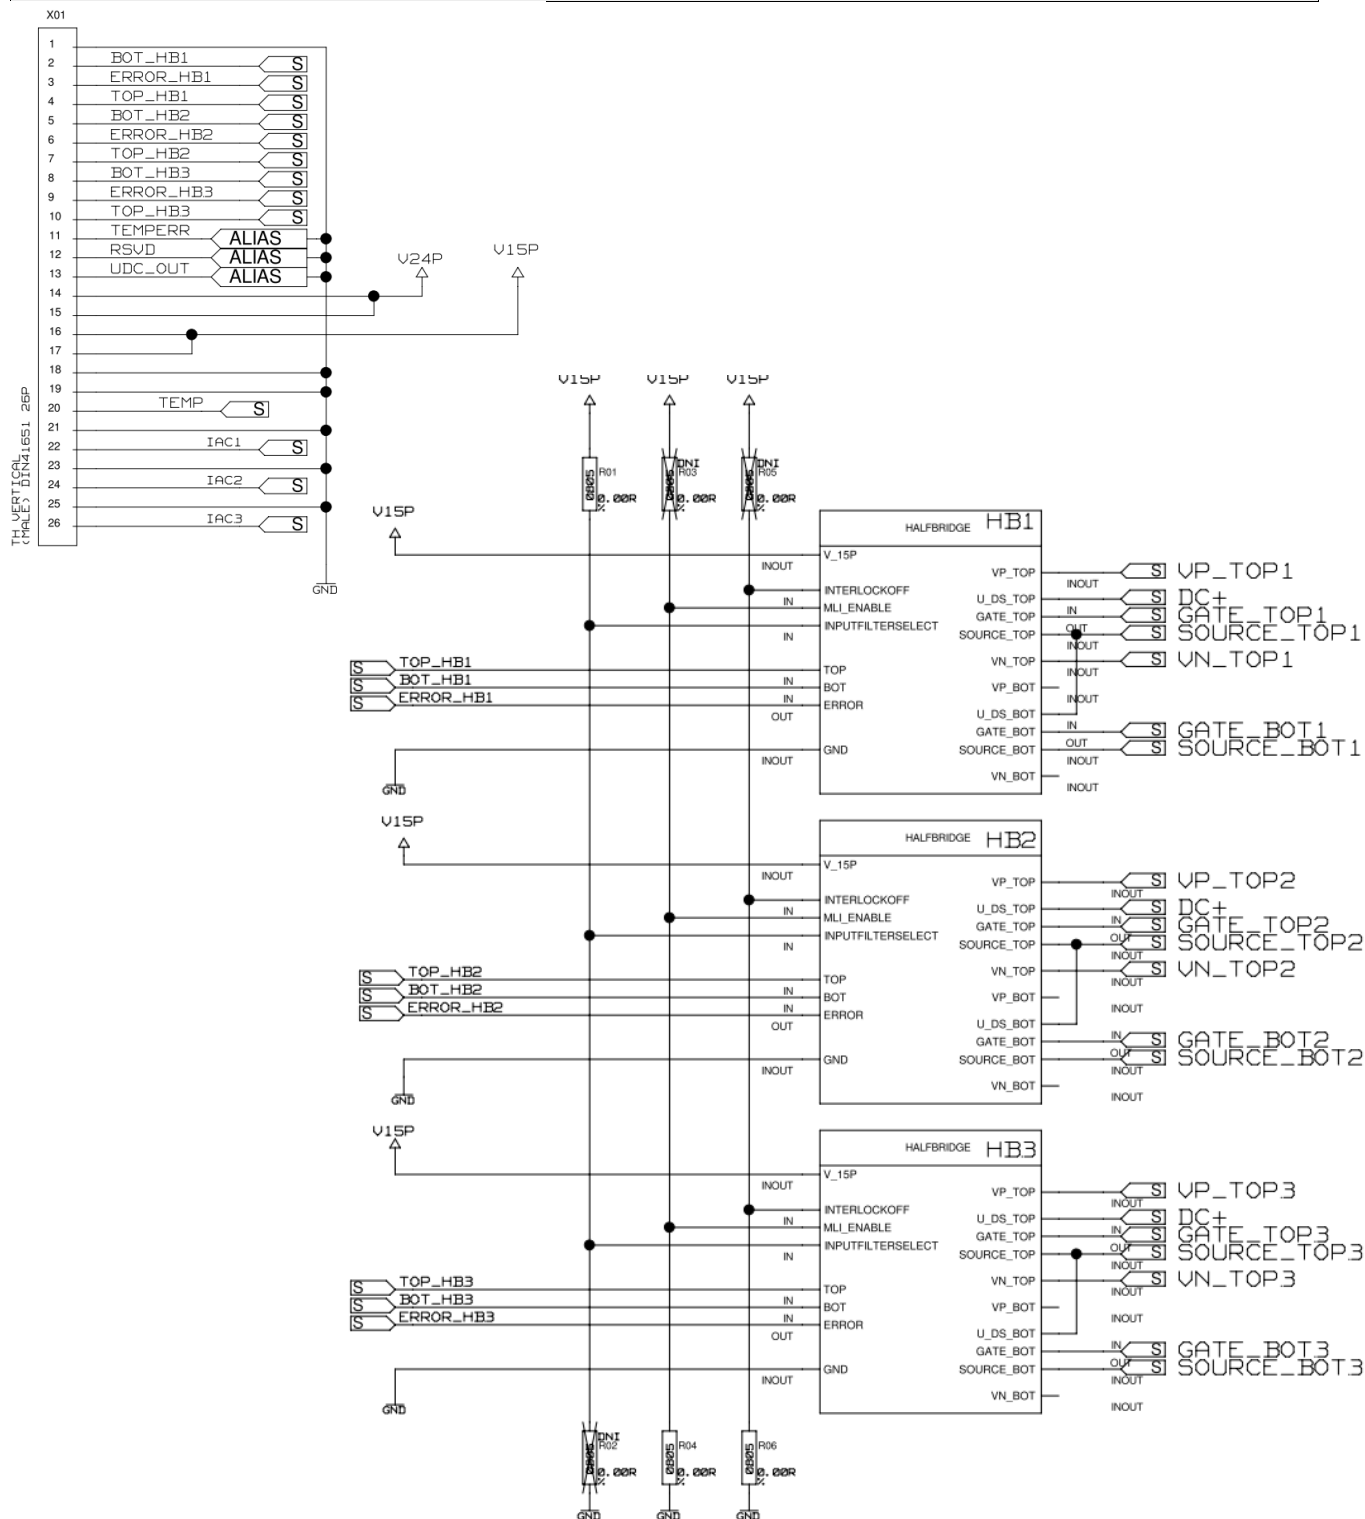 X01
1
2 BOT_HB1 S
3 ERROR_HB1 S
4 TOP_HB1 S
5 BOT_HB2 S
6 ERROR_HB2 S
7 TOP_HB2 S
8 BOT_HB3 S
9 ERROR_HB3 S
10 TOP_HB3 S
11 TEMPERR ALIAS
12 RSVD ALIAS
13 UDC_OUT ALIAS
V24P V15P
14
15
16
17
18
19
20 TEMP S
21
22 IAC1 S
23
24 IAC2 S
25
26 IAC3 S
TH_VERTICAL
(MALE) DIN41651 26P
GND
V15P V15P V15P
R01 0805 0.00R %
DNI R03 0805 0.00R %
DNI R05 0805 0.00R %
V15P
HALFBRIDGE HB1
V_15P INOUT
INTERLOCKOFF IN
MLI_ENABLE
INPUTFILTERSELECT IN
S TOP_HB1 TOP IN
S BOT_HB1 BOT IN
S ERROR_HB1 ERROR OUT
GND INOUT
GND
VP_TOP INOUT S VP_TOP1
U_DS_TOP IN S DC+
GATE_TOP OUT S GATE_TOP1
SOURCE_TOP INOUT S SOURCE_TOP1
VN_TOP INOUT S VN_TOP1
VP_BOT INOUT
U_DS_BOT IN
GATE_BOT OUT S GATE_BOT1
SOURCE_BOT INOUT S SOURCE_BOT1
VN_BOT INOUT
V15P
HALFBRIDGE HB2
V_15P INOUT
INTERLOCKOFF IN
MLI_ENABLE
INPUTFILTERSELECT IN
S TOP_HB2 TOP IN
S BOT_HB2 BOT IN
S ERROR_HB2 ERROR OUT
GND INOUT
GND
VP_TOP INOUT S VP_TOP2
U_DS_TOP IN S DC+
GATE_TOP OUT S GATE_TOP2
SOURCE_TOP INOUT S SOURCE_TOP2
VN_TOP INOUT S VN_TOP2
VP_BOT INOUT
U_DS_BOT IN
GATE_BOT OUT S GATE_BOT2
SOURCE_BOT INOUT S SOURCE_BOT2
VN_BOT INOUT
V15P
HALFBRIDGE HB3
V_15P INOUT
INTERLOCKOFF IN
MLI_ENABLE
INPUTFILTERSELECT IN
S TOP_HB3 TOP IN
S BOT_HB3 BOT IN
S ERROR_HB3 ERROR OUT
GND INOUT
GND
VP_TOP INOUT S VP_TOP3
U_DS_TOP IN S DC+
GATE_TOP OUT S GATE_TOP3
SOURCE_TOP INOUT S SOURCE_TOP3
VN_TOP INOUT S VN_TOP3
VP_BOT INOUT
U_DS_BOT IN
GATE_BOT OUT S GATE_BOT3
SOURCE_BOT INOUT S SOURCE_BOT3
VN_BOT INOUT
DNI R02 0805 0.00R %
R04 0805 0.00R %
R06 0805 0.00R %
GND GND GND